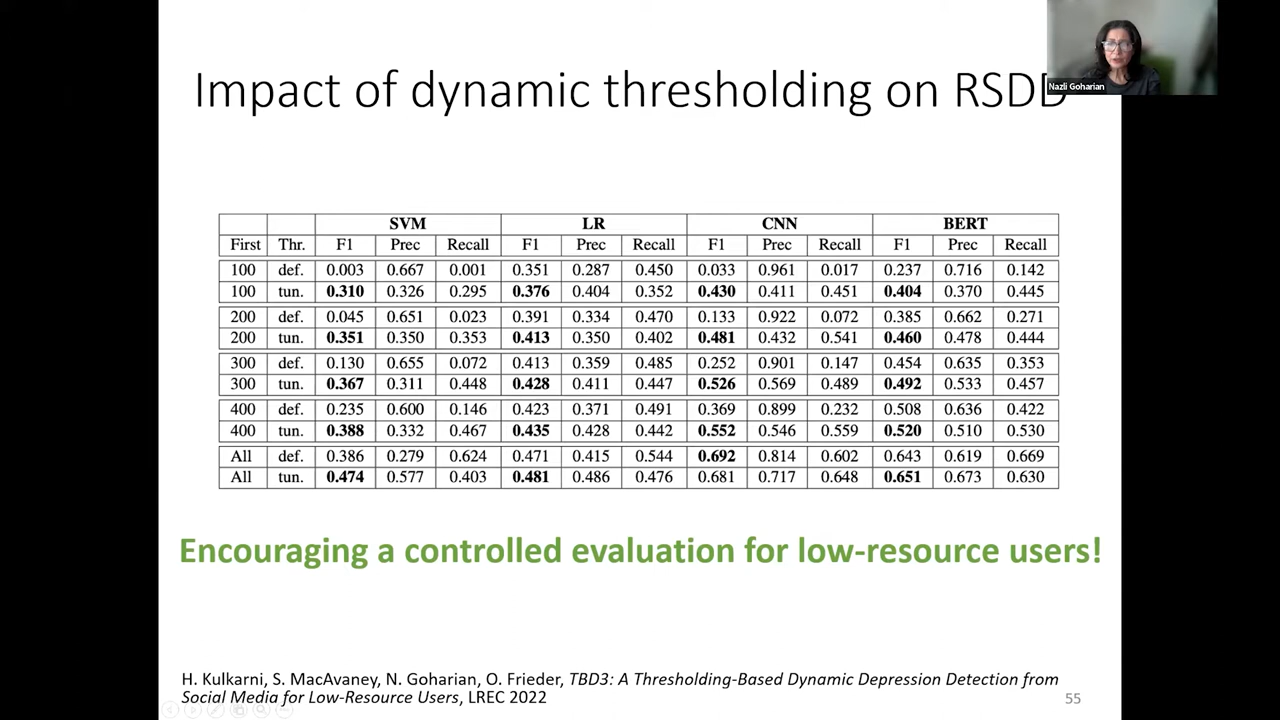 Impact of dynamic thresholding on RSDD
Nazli Goharian
SVM LR CNN BERT
First Thr. F1 Prec Recall F1 Prec Recall F1 Prec Recall F1 Prec Recall
100 def. 0.003 0.667 0.001 0.351 0.287 0.450 0.033 0.961 0.017 0.237 0.716 0.142
100 tun. 0.310 0.326 0.295 0.376 0.404 0.352 0.430 0.411 0.451 0.404 0.370 0.445
200 def. 0.045 0.651 0.023 0.391 0.334 0.470 0.133 0.922 0.072 0.385 0.662 0.271
200 tun. 0.351 0.350 0.353 0.413 0.350 0.402 0.481 0.432 0.541 0.460 0.478 0.444
300 def. 0.130 0.655 0.072 0.413 0.359 0.485 0.252 0.901 0.147 0.454 0.635 0.353
300 tun. 0.367 0.311 0.448 0.428 0.411 0.447 0.526 0.569 0.489 0.492 0.533 0.457
400 def. 0.235 0.600 0.146 0.423 0.371 0.491 0.369 0.899 0.232 0.508 0.636 0.422
400 tun. 0.388 0.332 0.467 0.435 0.428 0.442 0.552 0.546 0.559 0.520 0.510 0.530
All def. 0.386 0.279 0.624 0.471 0.415 0.544 0.692 0.814 0.602 0.643 0.619 0.669
All tun. 0.474 0.577 0.403 0.481 0.486 0.476 0.681 0.717 0.648 0.651 0.673 0.630
Encouraging a controlled evaluation for low-resource users!
H. Kulkarni, S. MacAvaney, N. Goharian, O. Frieder, TBD3: A Thresholding-Based Dynamic Depression Detection from
Social Media for Low-Resource Users, LREC 2022
55